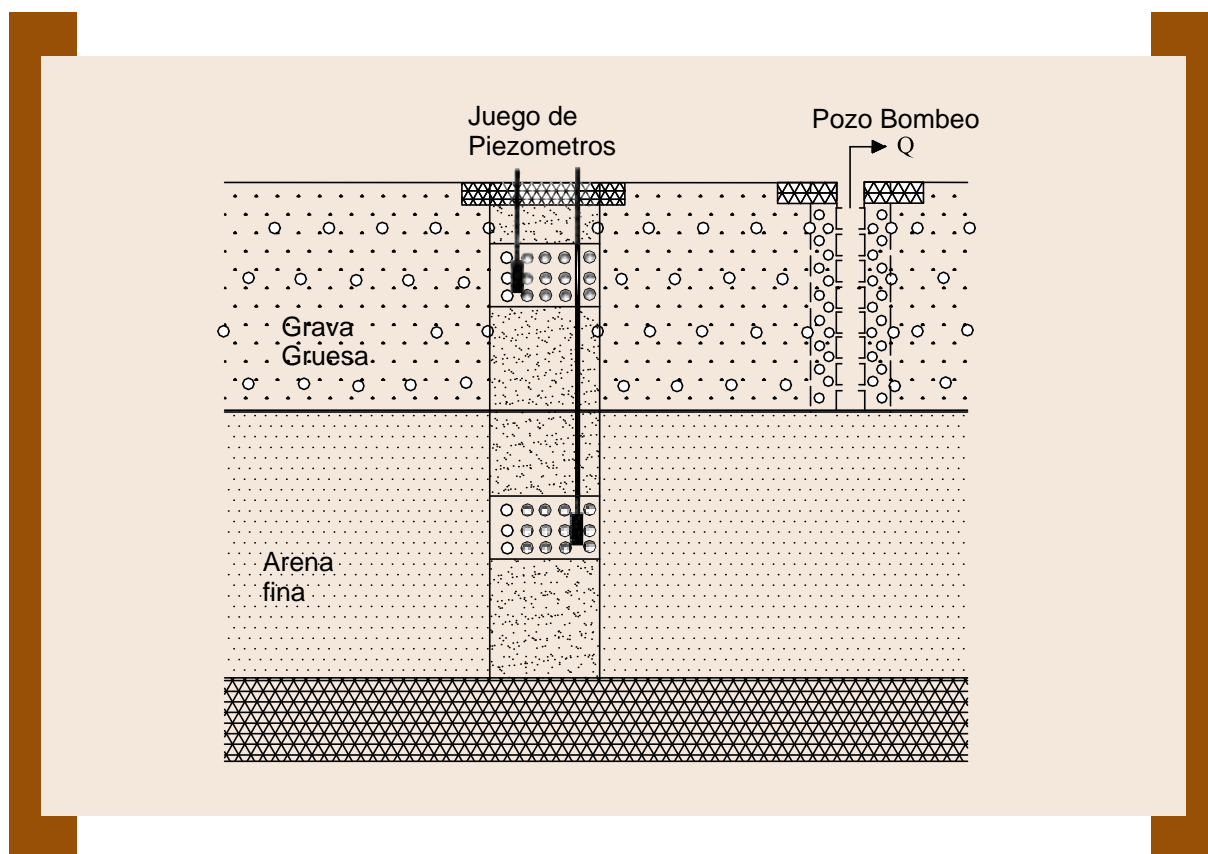 Juego de
Piezometros
Pozo Bombeo
Q
Grava
Gruesa
Arena
fina